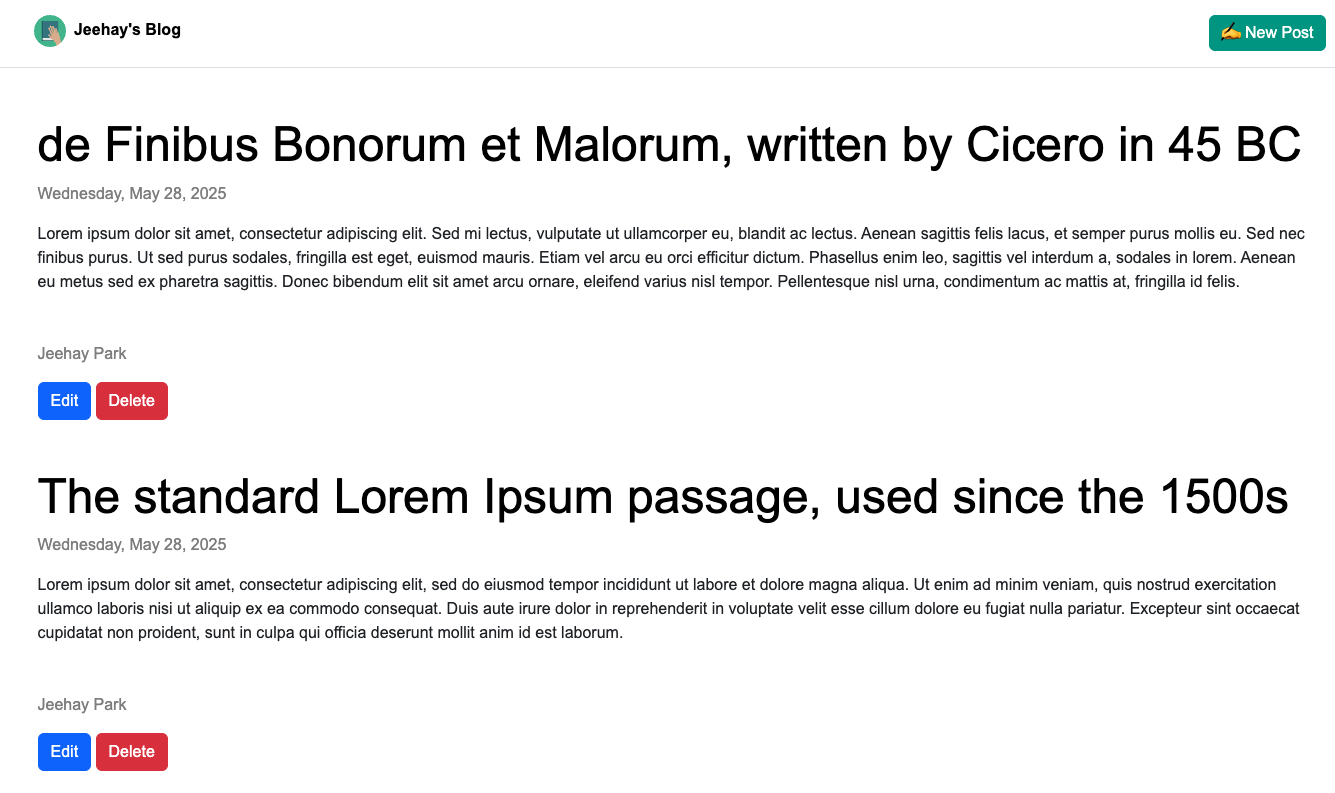 Jeehay's Blog
✍️ New Post
de Finibus Bonorum et Malorum, written by Cicero in 45 BC
Wednesday, May 28, 2025
Lorem ipsum dolor sit amet, consectetur adipiscing elit. Sed mi lectus, vulputate ut ullamcorper eu, blandit ac lectus. Aenean sagittis felis lacus, et semper purus mollis eu. Sed nec
finibus purus. Ut sed purus sodales, fringilla est eget, euismod mauris. Etiam vel arcu eu orci efficitur dictum. Phasellus enim leo, sagittis vel interdum a, sodales in lorem. Aenean
eu metus sed ex pharetra sagittis. Donec bibendum elit sit amet arcu ornare, eleifend varius nisl tempor. Pellentesque nisl urna, condimentum ac mattis at, fringilla id felis.
Jeehay Park
Edit Delete
The standard Lorem Ipsum passage, used since the 1500s
Wednesday, May 28, 2025
Lorem ipsum dolor sit amet, consectetur adipiscing elit, sed do eiusmod tempor incididunt ut labore et dolore magna aliqua. Ut enim ad minim veniam, quis nostrud exercitation
ullamco laboris nisi ut aliquip ex ea commodo consequat. Duis aute irure dolor in reprehenderit in voluptate velit esse cillum dolore eu fugiat nulla pariatur. Excepteur sint occaecat
cupidatat non proident, sunt in culpa qui officia deserunt mollit anim id est laborum.
Jeehay Park
Edit Delete